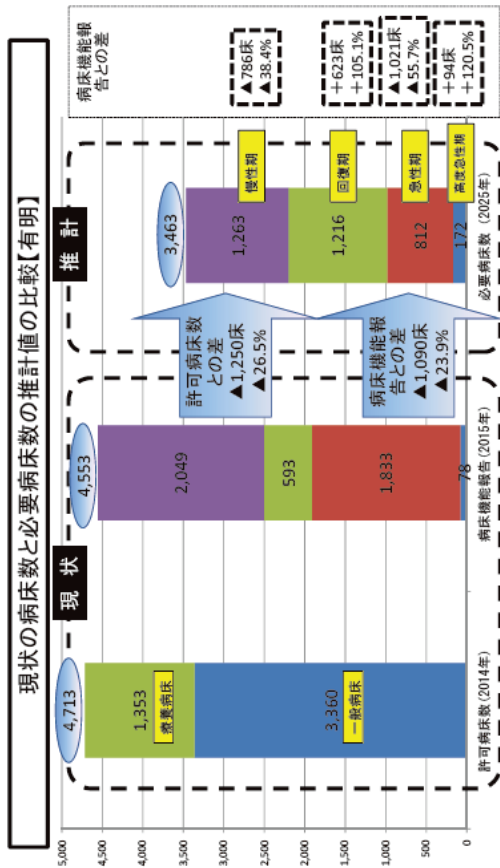 現状の病床数と必要病床数の推計値の比較【有明】
現 状
推 計
病床機能報
告との差
5,000
4,500
4,000
3,500
3,000
2,500
2,000
1,500
1,000
500
0
4,713
1,353
療養病床
3,360
一般病床
許可病床数(2014年)
4,553
2,049
593
1,833
78
病床機能報告(2015年)
許可病床数
との差
▲1,250床
▲26.5%
病床機能報
告との差
▲1,090床
▲23.9%
3,463
1,263
慢性期
1,216
回復期
812
急性期
172
高度急性期
必要病床数 (2025年)
▲786床
▲38.4%
+623床
+105.1%
▲1,021床
▲55.7%
+94床
+120.5%